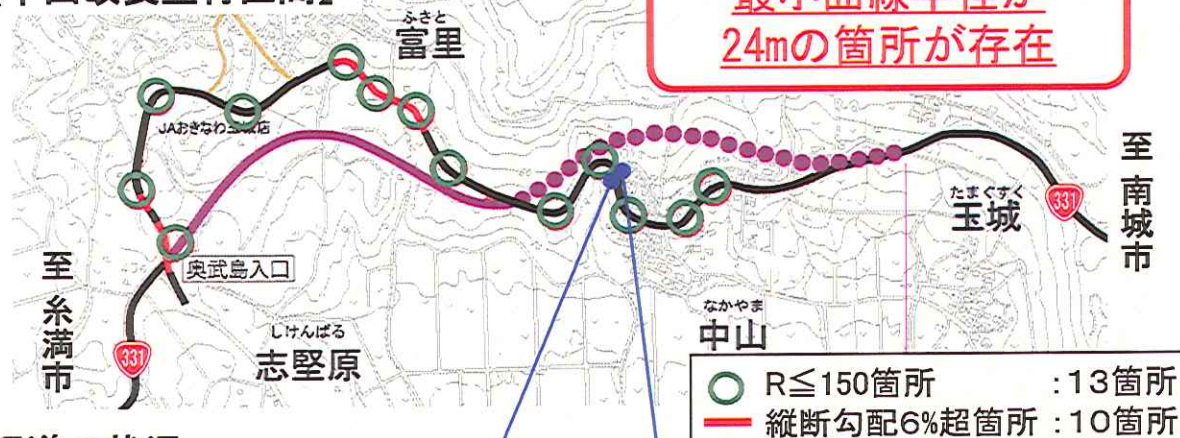 最小曲線半径が
24mの箇所が存在
ふさと
富里
JAおきなわ玉城店
至南城市
たまぐすく
玉城
331
奥武島入口
至糸満市
331
しけんばる
志堅原
なかやま
中山
R≦150箇所 :13箇所
縦断勾配6%超箇所 :10箇所